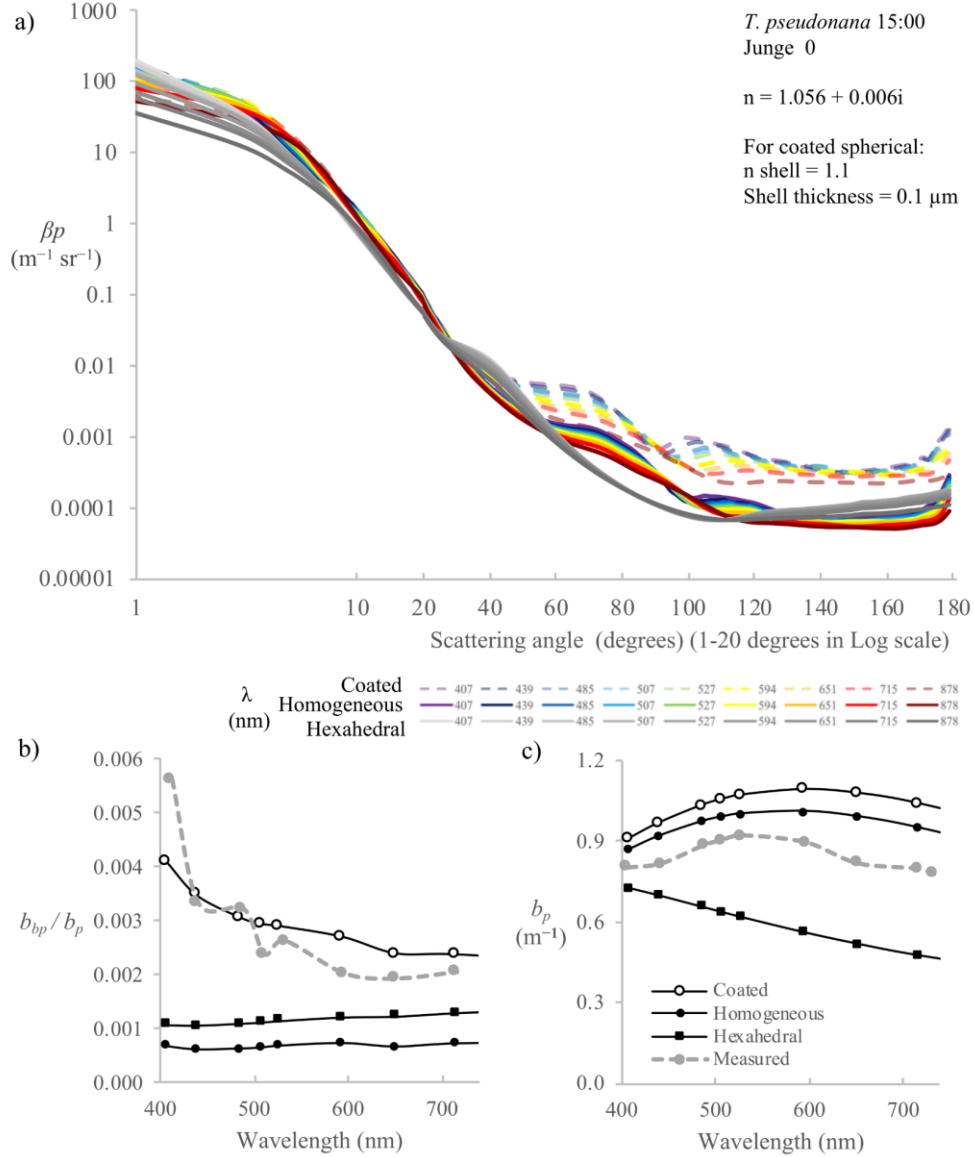 a)
T. pseudonana 15:00
Junge 0
n = 1.056 + 0.006i
For coated spherical:
n shell = 1.1
Shell thickness = 0.1 µm
1000
100
10
1
0.1
0.01
0.001
0.0001
0.00001
βp
(m⁻¹ sr⁻¹)
1 10 20 40 60 80 100 120 140 160 180
Scattering angle (degrees) (1-20 degrees in Log scale)
λ
(nm)
Coated 407 439 485 507 527 594 651 715 878
Homogeneous 407 439 485 507 527 594 651 715 878
Hexahedral 407 439 485 507 527 594 651 715 878
b)
0.006
0.005
0.004
0.003
0.002
0.001
0.000
b_bp / b_p
400 500 600 700
Wavelength (nm)
c)
1.2
0.9
0.6
0.3
0.0
b_p
(m⁻¹)
Coated
Homogeneous
Hexahedral
Measured
400 500 600 700
Wavelength (nm)